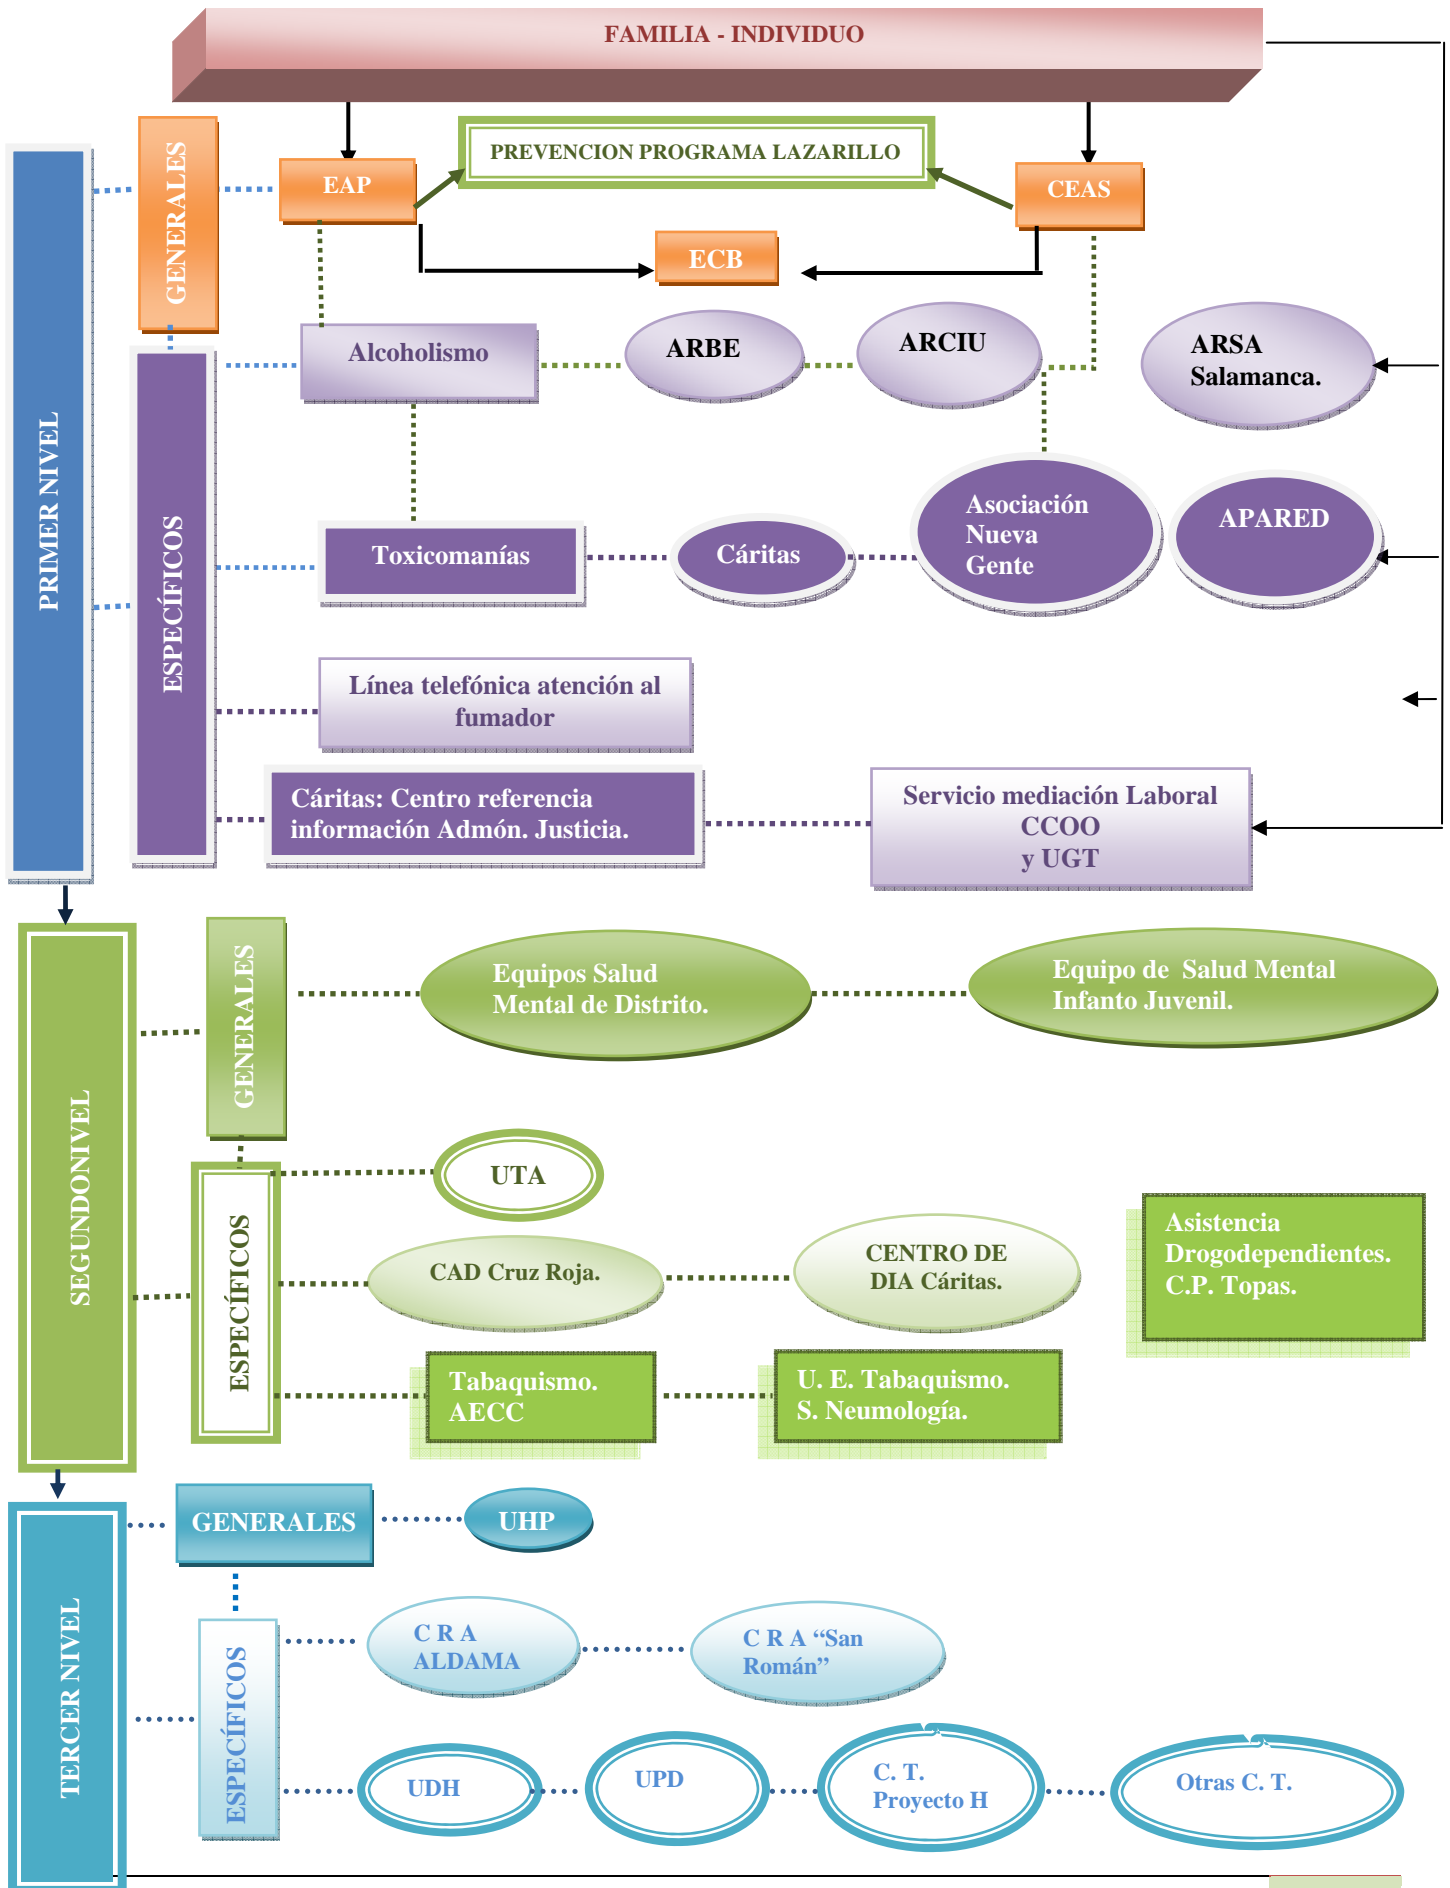 FAMILIA - INDIVIDUO
PREVENCION PROGRAMA LAZARILLO
GENERALES
EAP
CEAS
ECB
PRIMER NIVEL
ESPECÍFICOS
Alcoholismo
ARBE
ARCIU
ARSA
Salamanca.
Toxicomanías
Cáritas
Asociación
Nueva
Gente
APARED
Línea telefónica atención al
fumador
Cáritas: Centro referencia
información Admón. Justicia.
Servicio mediación Laboral
CCOO
y UGT
SEGUNDONIVEL
GENERALES
Equipos Salud
Mental de Distrito.
Equipo de Salud Mental
Infanto Juvenil.
ESPECÍFICOS
UTA
CAD Cruz Roja.
CENTRO DE
DIA Cáritas.
Asistencia
Drogodependientes.
C.P. Topas.
Tabaquismo.
AECC
U. E. Tabaquismo.
S. Neumología.
TERCER NIVEL
GENERALES
UHP
ESPECÍFICOS
C R A
ALDAMA
C R A “San
Román”
UDH
UPD
C. T.
Proyecto H
Otras C. T.